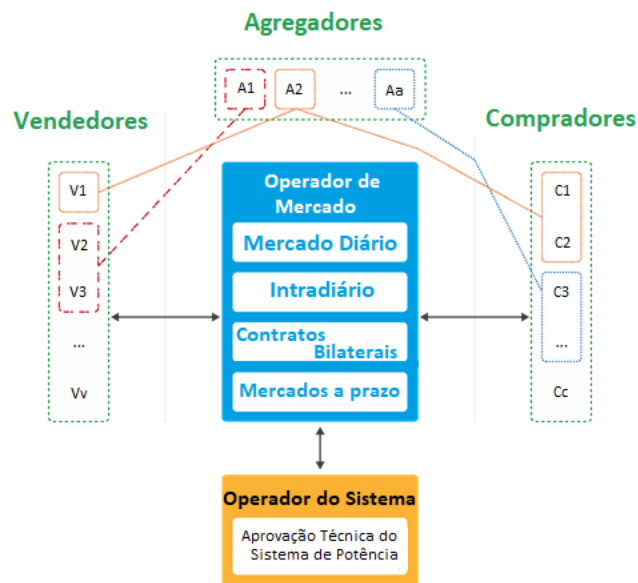 Agregadores
A1 A2 ... Aa
Vendedores
Compradores
V1
V2
V3
...
Vv
Operador de
Mercado
Mercado Diário
Intradiário
Contratos
Bilaterais
Mercados a prazo
C1
C2
C3
...
Cc
Operador do Sistema
Aprovação Técnica do
Sistema de Potência